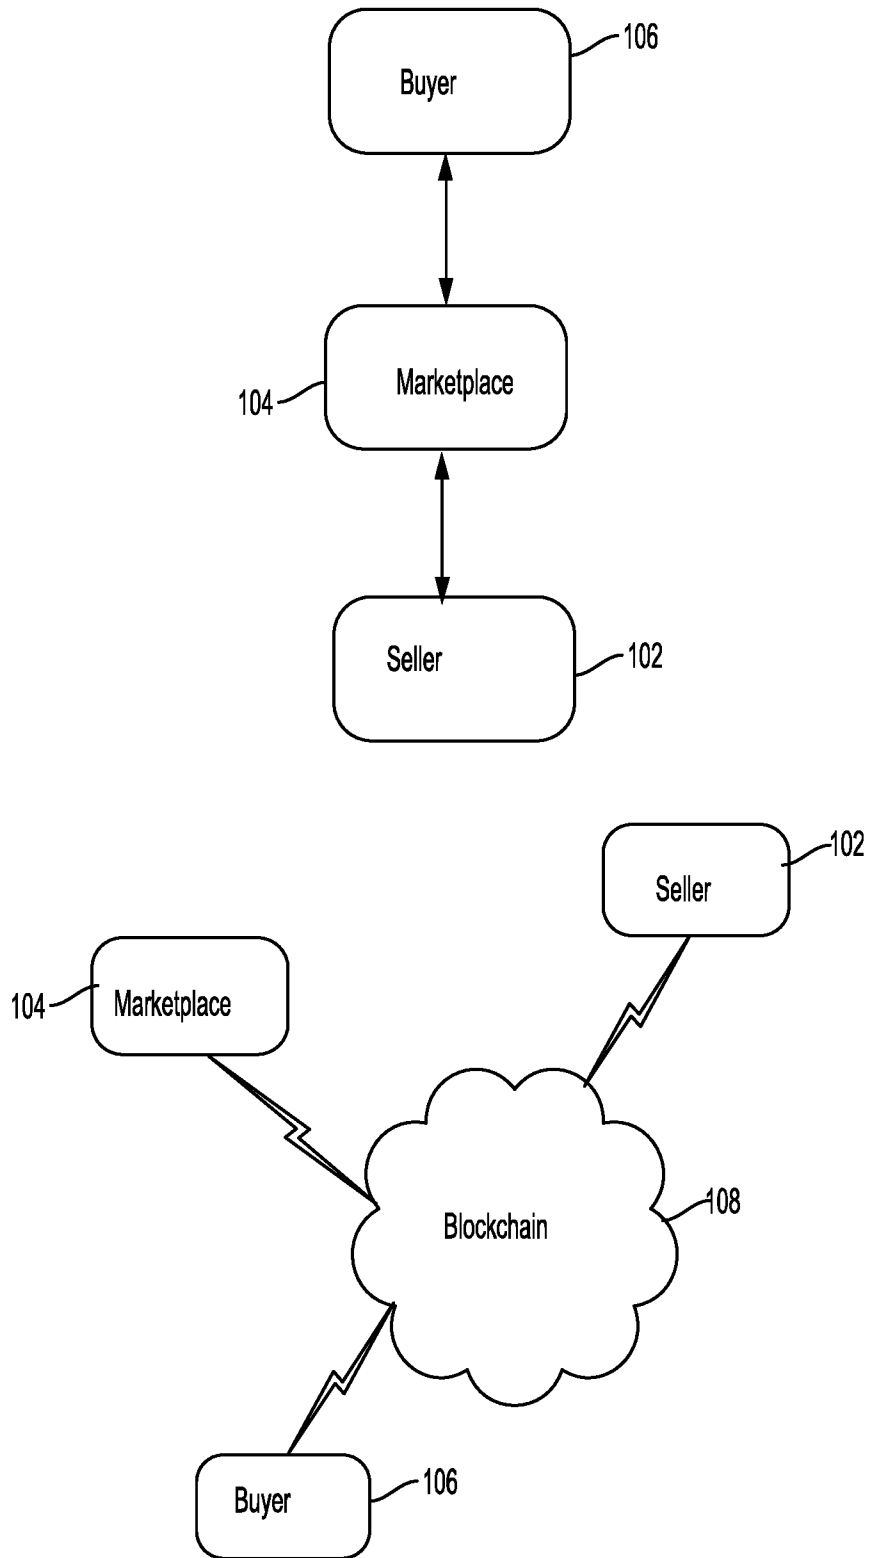 106
Buyer
Marketplace
104
Seller
102
102
Seller
104
Marketplace
108
Blockchain
106
Buyer